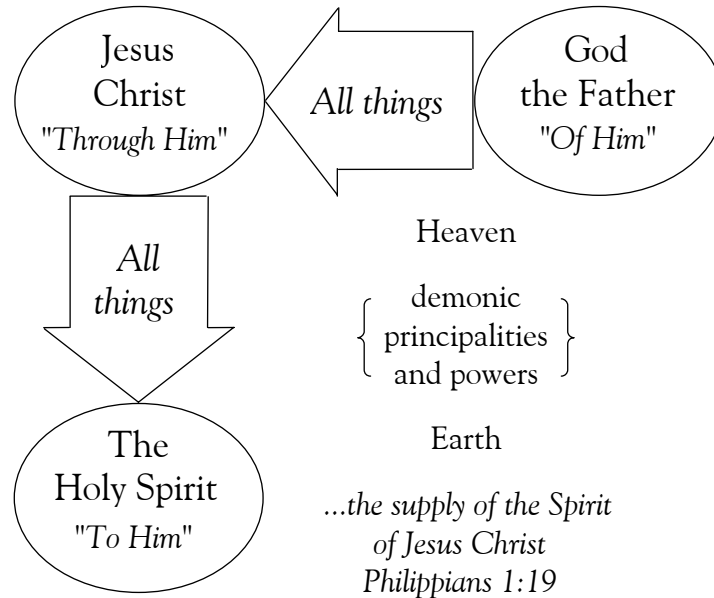 Jesus
Christ
"Through Him"
All things
God
the Father
"Of Him"
All
things
Heaven
demonic
principalities
and powers
Earth
The
Holy Spirit
"To Him"
...the supply of the Spirit
of Jesus Christ
Philippians 1:19